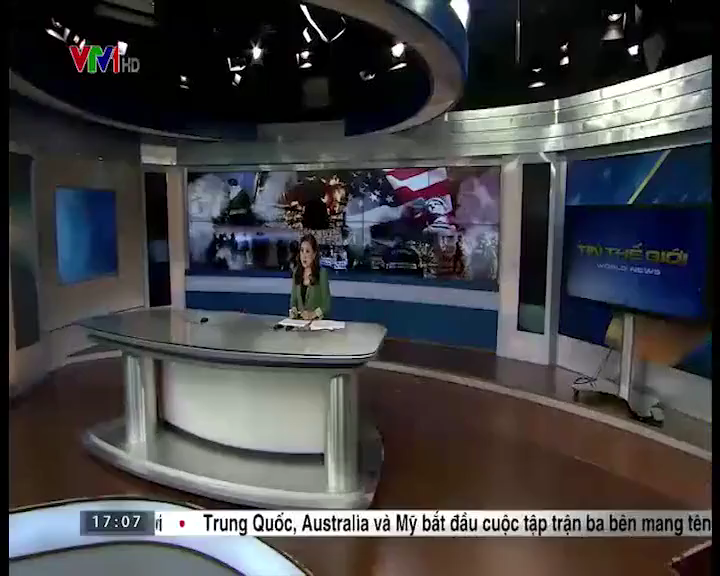 VTV1 HD
TIN THẾ GIỚI
WORLD NEWS
17:07 • Trung Quốc, Australia và Mỹ bắt đầu cuộc tập trận ba bên mang tên